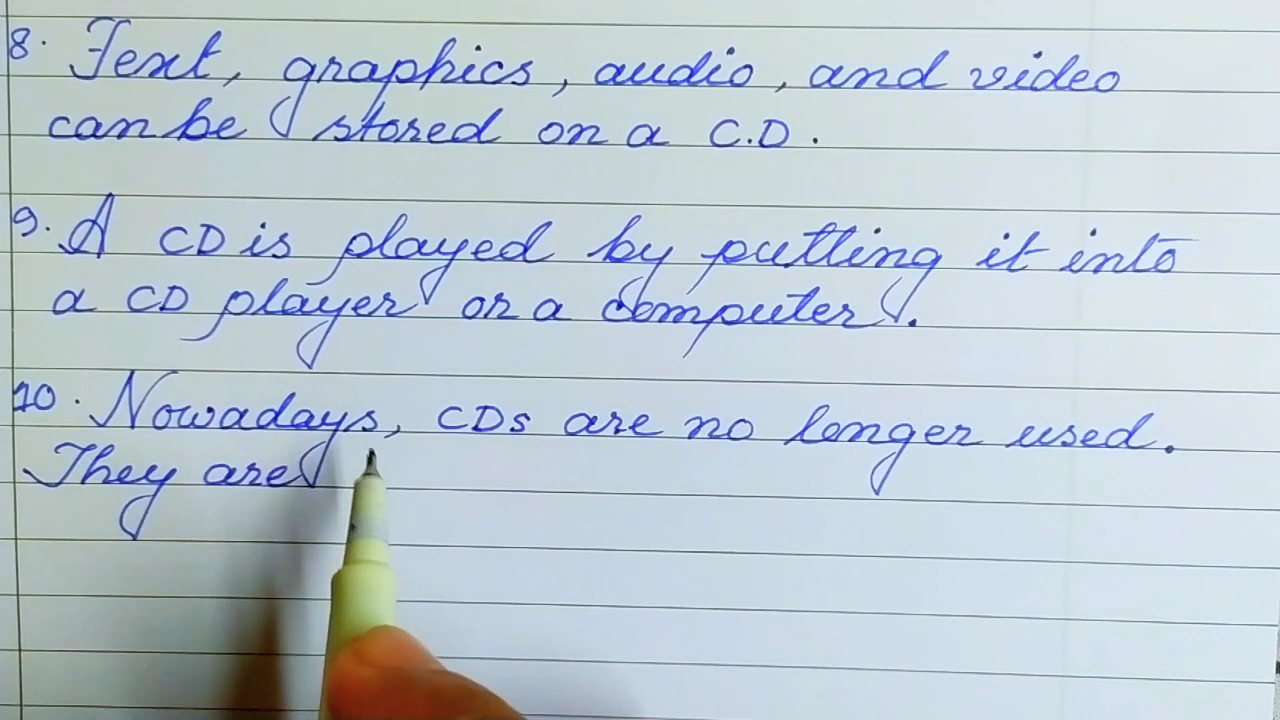 8. Text, graphics, audio, and video
can be stored on a C.D.
9. A CD is played by putting it into
a CD player or a computer.
10. Nowadays, CDs are no longer used.
They are